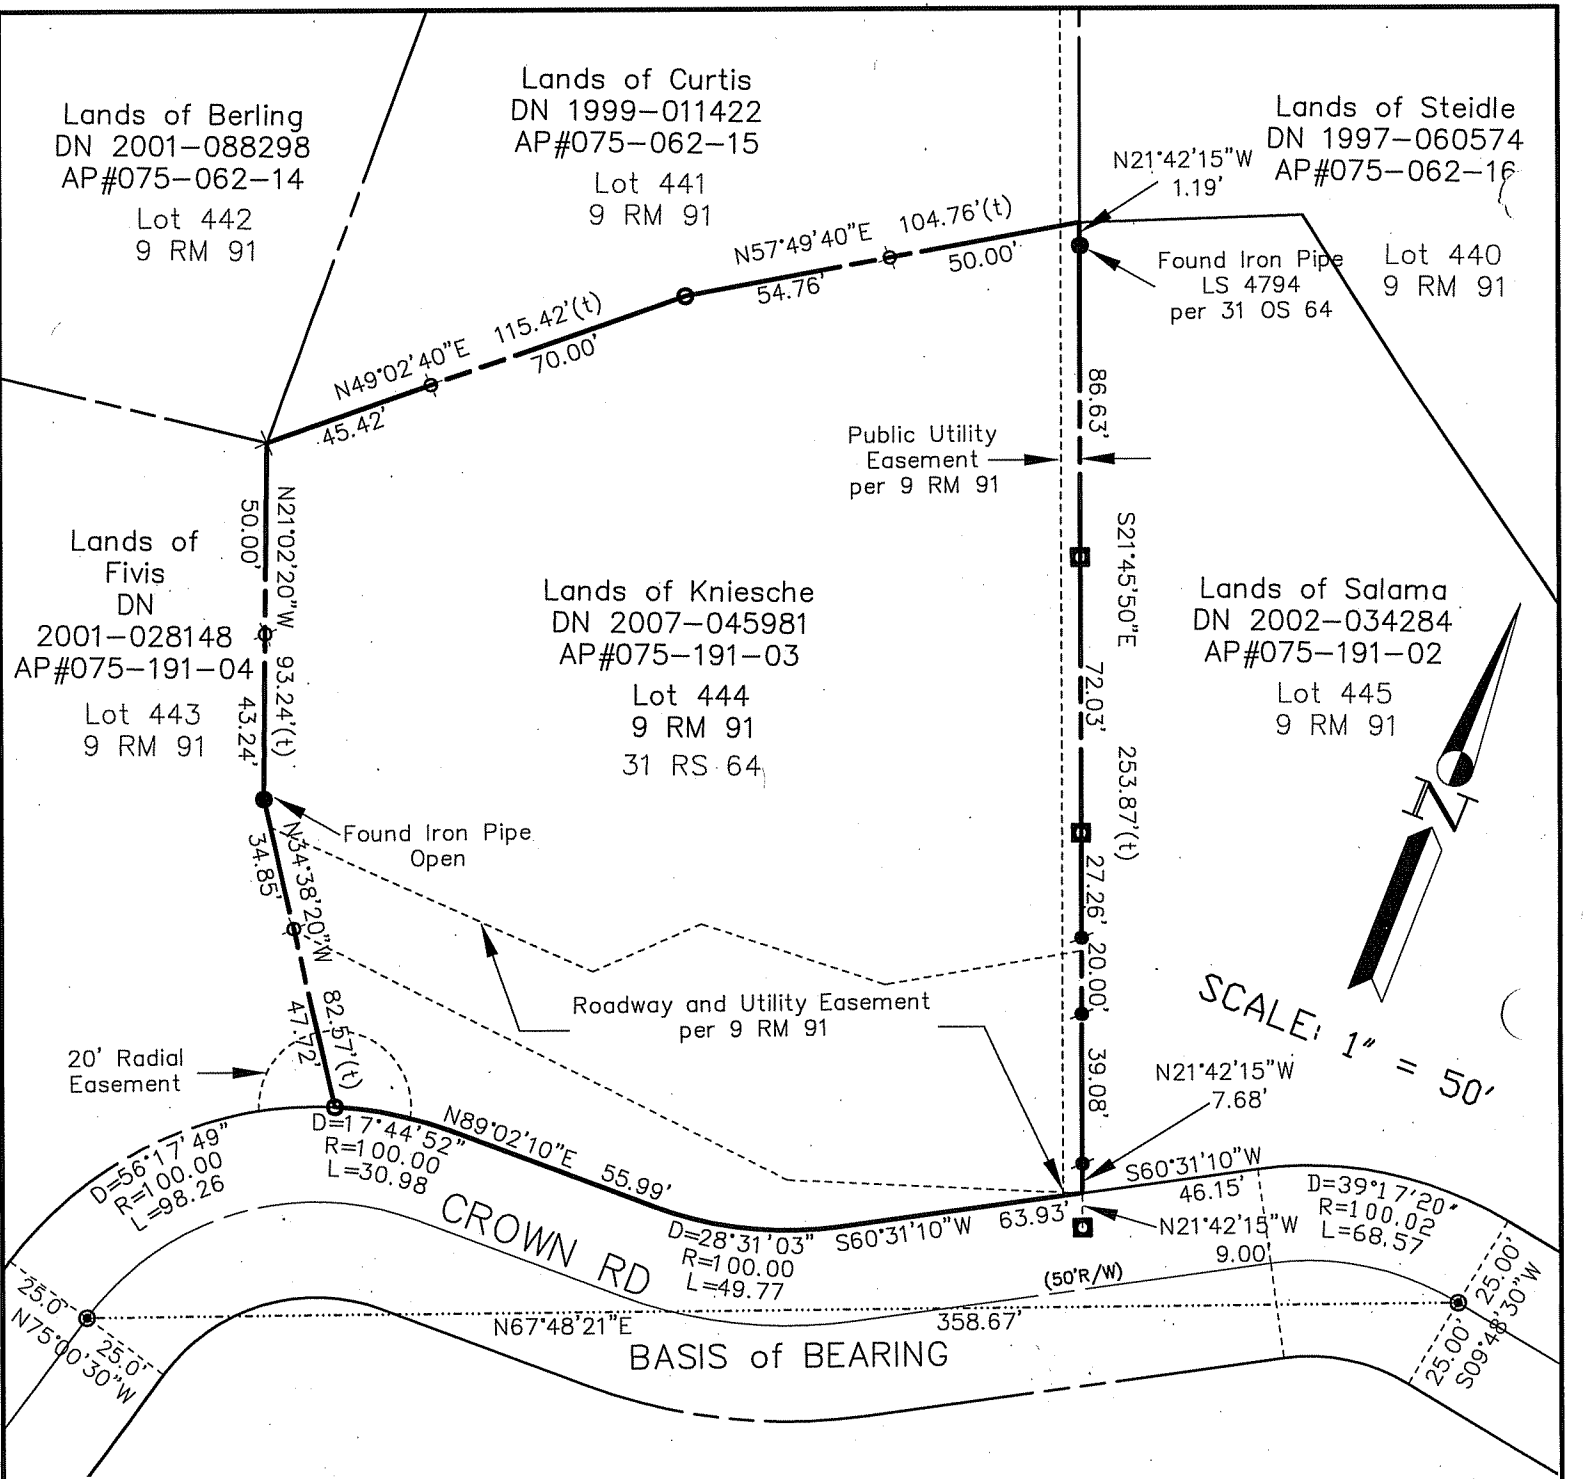 Lands of Berling
DN 2001-088298
AP#075-062-14
Lot 442
9 RM 91
Lands of Curtis
DN 1999-011422
AP#075-062-15
Lot 441
9 RM 91
Lands of Steidle
DN 1997-060574
AP#075-062-16
Lot 440
9 RM 91
N21°42'15"W
1.19'
Found Iron Pipe
LS 4794
per 31 OS 64
N57°49'40"E 104.76'(t)
54.76' 50.00'
N49°02'40"E 115.42'(t)
45.42' 70.00'
86.63'
Public Utility
Easement
per 9 RM 91
N21°02'20"W 93.24'(t)
50.00' 43.24'
S21°45'50"E 253.87'(t)
72.03'
27.26'
20.00'
39.08'
Lands of
Fivis
DN
2001-028148
AP#075-191-04
Lot 443
9 RM 91
Lands of Kniesche
DN 2007-045981
AP#075-191-03
Lot 444
9 RM 91
31 RS 64
Lands of Salama
DN 2002-034284
AP#075-191-02
Lot 445
9 RM 91
N
SCALE: 1" = 50'
Found Iron Pipe
Open
N34°38'20"W 82.57'(t)
34.85' 47.72'
Roadway and Utility Easement
per 9 RM 91
20' Radial
Easement
N21°42'15"W
7.68'
D=56°17'49"
R=100.00
L=98.26
D=17°44'52"
R=100.00
L=30.98
N89°02'10"E 55.99'
CROWN RD
D=28°31'03"
R=100.00
L=49.77
S60°31'10"W 63.93'
S60°31'10"W
46.15'
N21°42'15"W
9.00'
D=39°17'20"
R=100.02
L=68.57
(50'R/W)
25.0'
25.0'
N75°00'30"W
25.00'
25.00'
S09°48'30"W
N67°48'21"E 358.67'
BASIS of BEARING